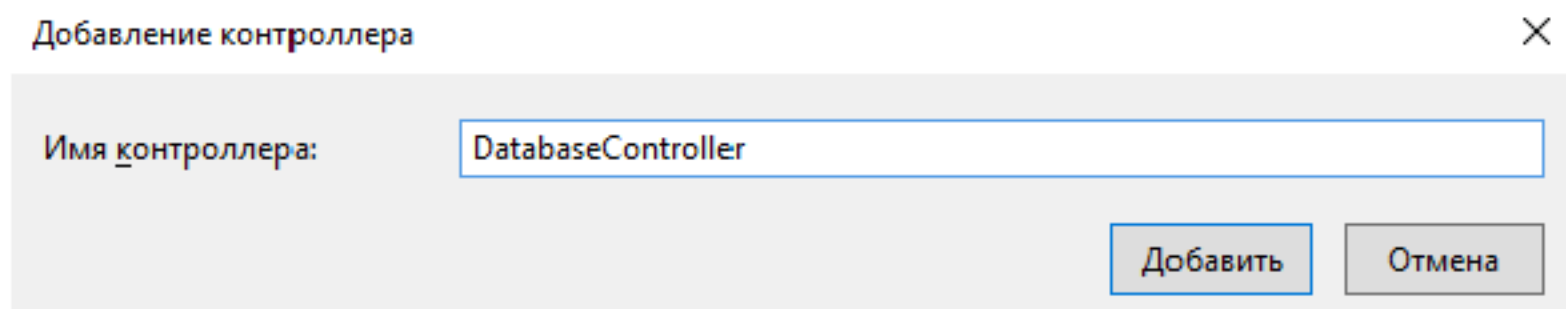 Добавление контроллера
Имя контроллера: DatabaseController
Добавить Отмена